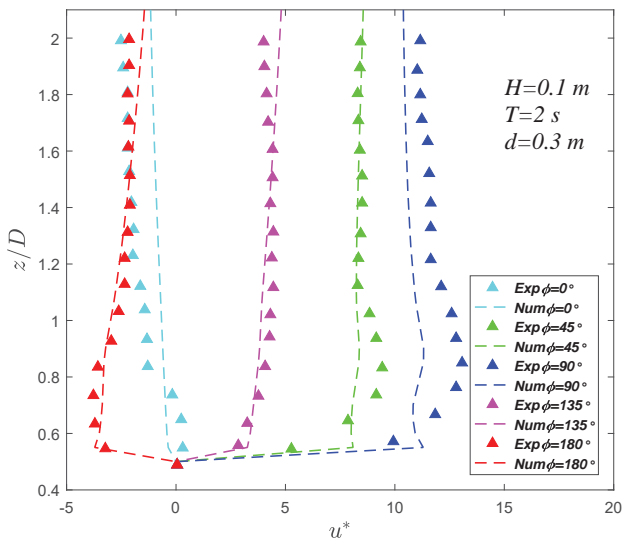 2
1.8
1.6
1.4
1.2
1
0.8
0.6
0.4
z/D
-5 0 5 10 15 20
u*
H=0.1 m
T=2 s
d=0.3 m
Exp ϕ=0°
Num ϕ=0°
Exp ϕ=45°
Num ϕ=45°
Exp ϕ=90°
Num ϕ=90°
Exp ϕ=135°
Num ϕ=135°
Exp ϕ=180°
Num ϕ=180°